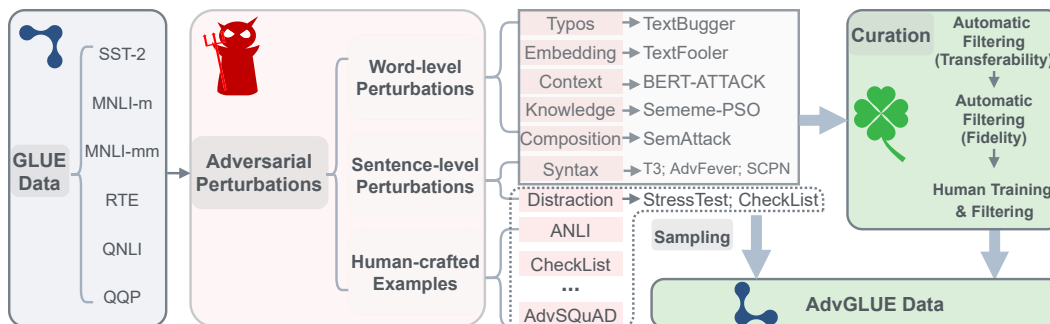 GLUE
Data
SST-2
MNLI-m
MNLI-mm
RTE
QNLI
QQP
Adversarial
Perturbations
Word-level
Perturbations
Sentence-level
Perturbations
Human-crafted
Examples
Typos
TextBugger
Embedding
TextFooler
Context
BERT-ATTACK
Knowledge
Sememe-PSO
Composition
SemAttack
Syntax
T3; AdvFever; SCPN
Distraction
StressTest; CheckList
ANLI
CheckList
...
AdvSQuAD
Sampling
Curation
Automatic
Filtering
(Transferability)
Automatic
Filtering
(Fidelity)
Human Training
& Filtering
AdvGLUE Data